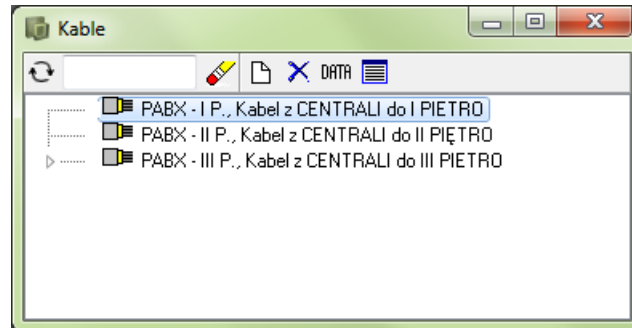 Kable
DATA
PABX - I P., Kabel z CENTRALI do I PIETRO
PABX - II P., Kabel z CENTRALI do II PIĘTRO
PABX - III P., Kabel z CENTRALI do III PIETRO